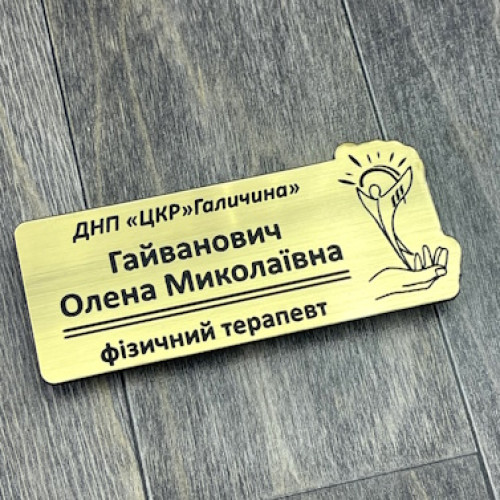 ДНП «ЦКР»Галичина»
Гайванович
Олена Миколаївна
фізичний терапевт